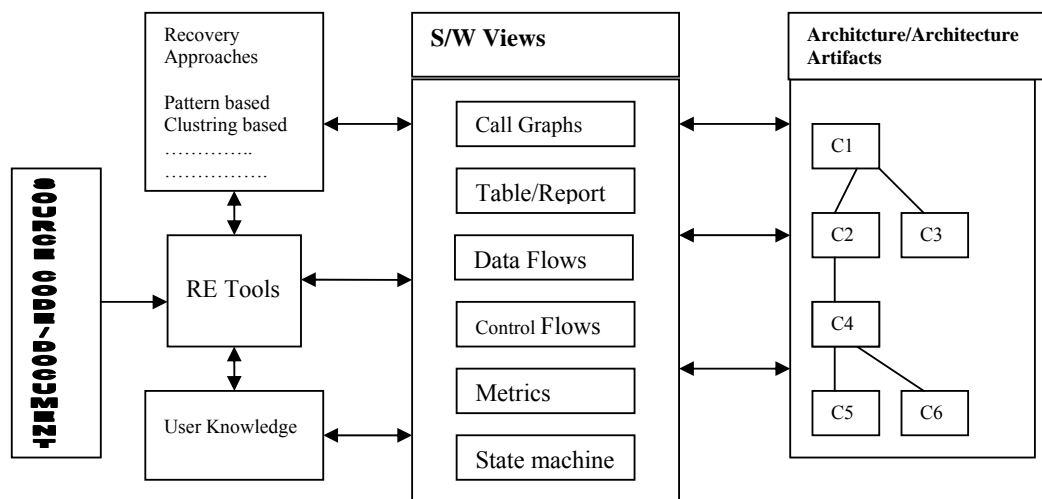 SOURCE CODE/DOCUMENT
Recovery
Approaches
Pattern based
Clustring based
…………..
…………….
RE Tools
User Knowledge
S/W Views
Call Graphs
Table/Report
Data Flows
Control Flows
Metrics
State machine
Architcture/Architecture
Artifacts
C1
C2
C3
C4
C5
C6